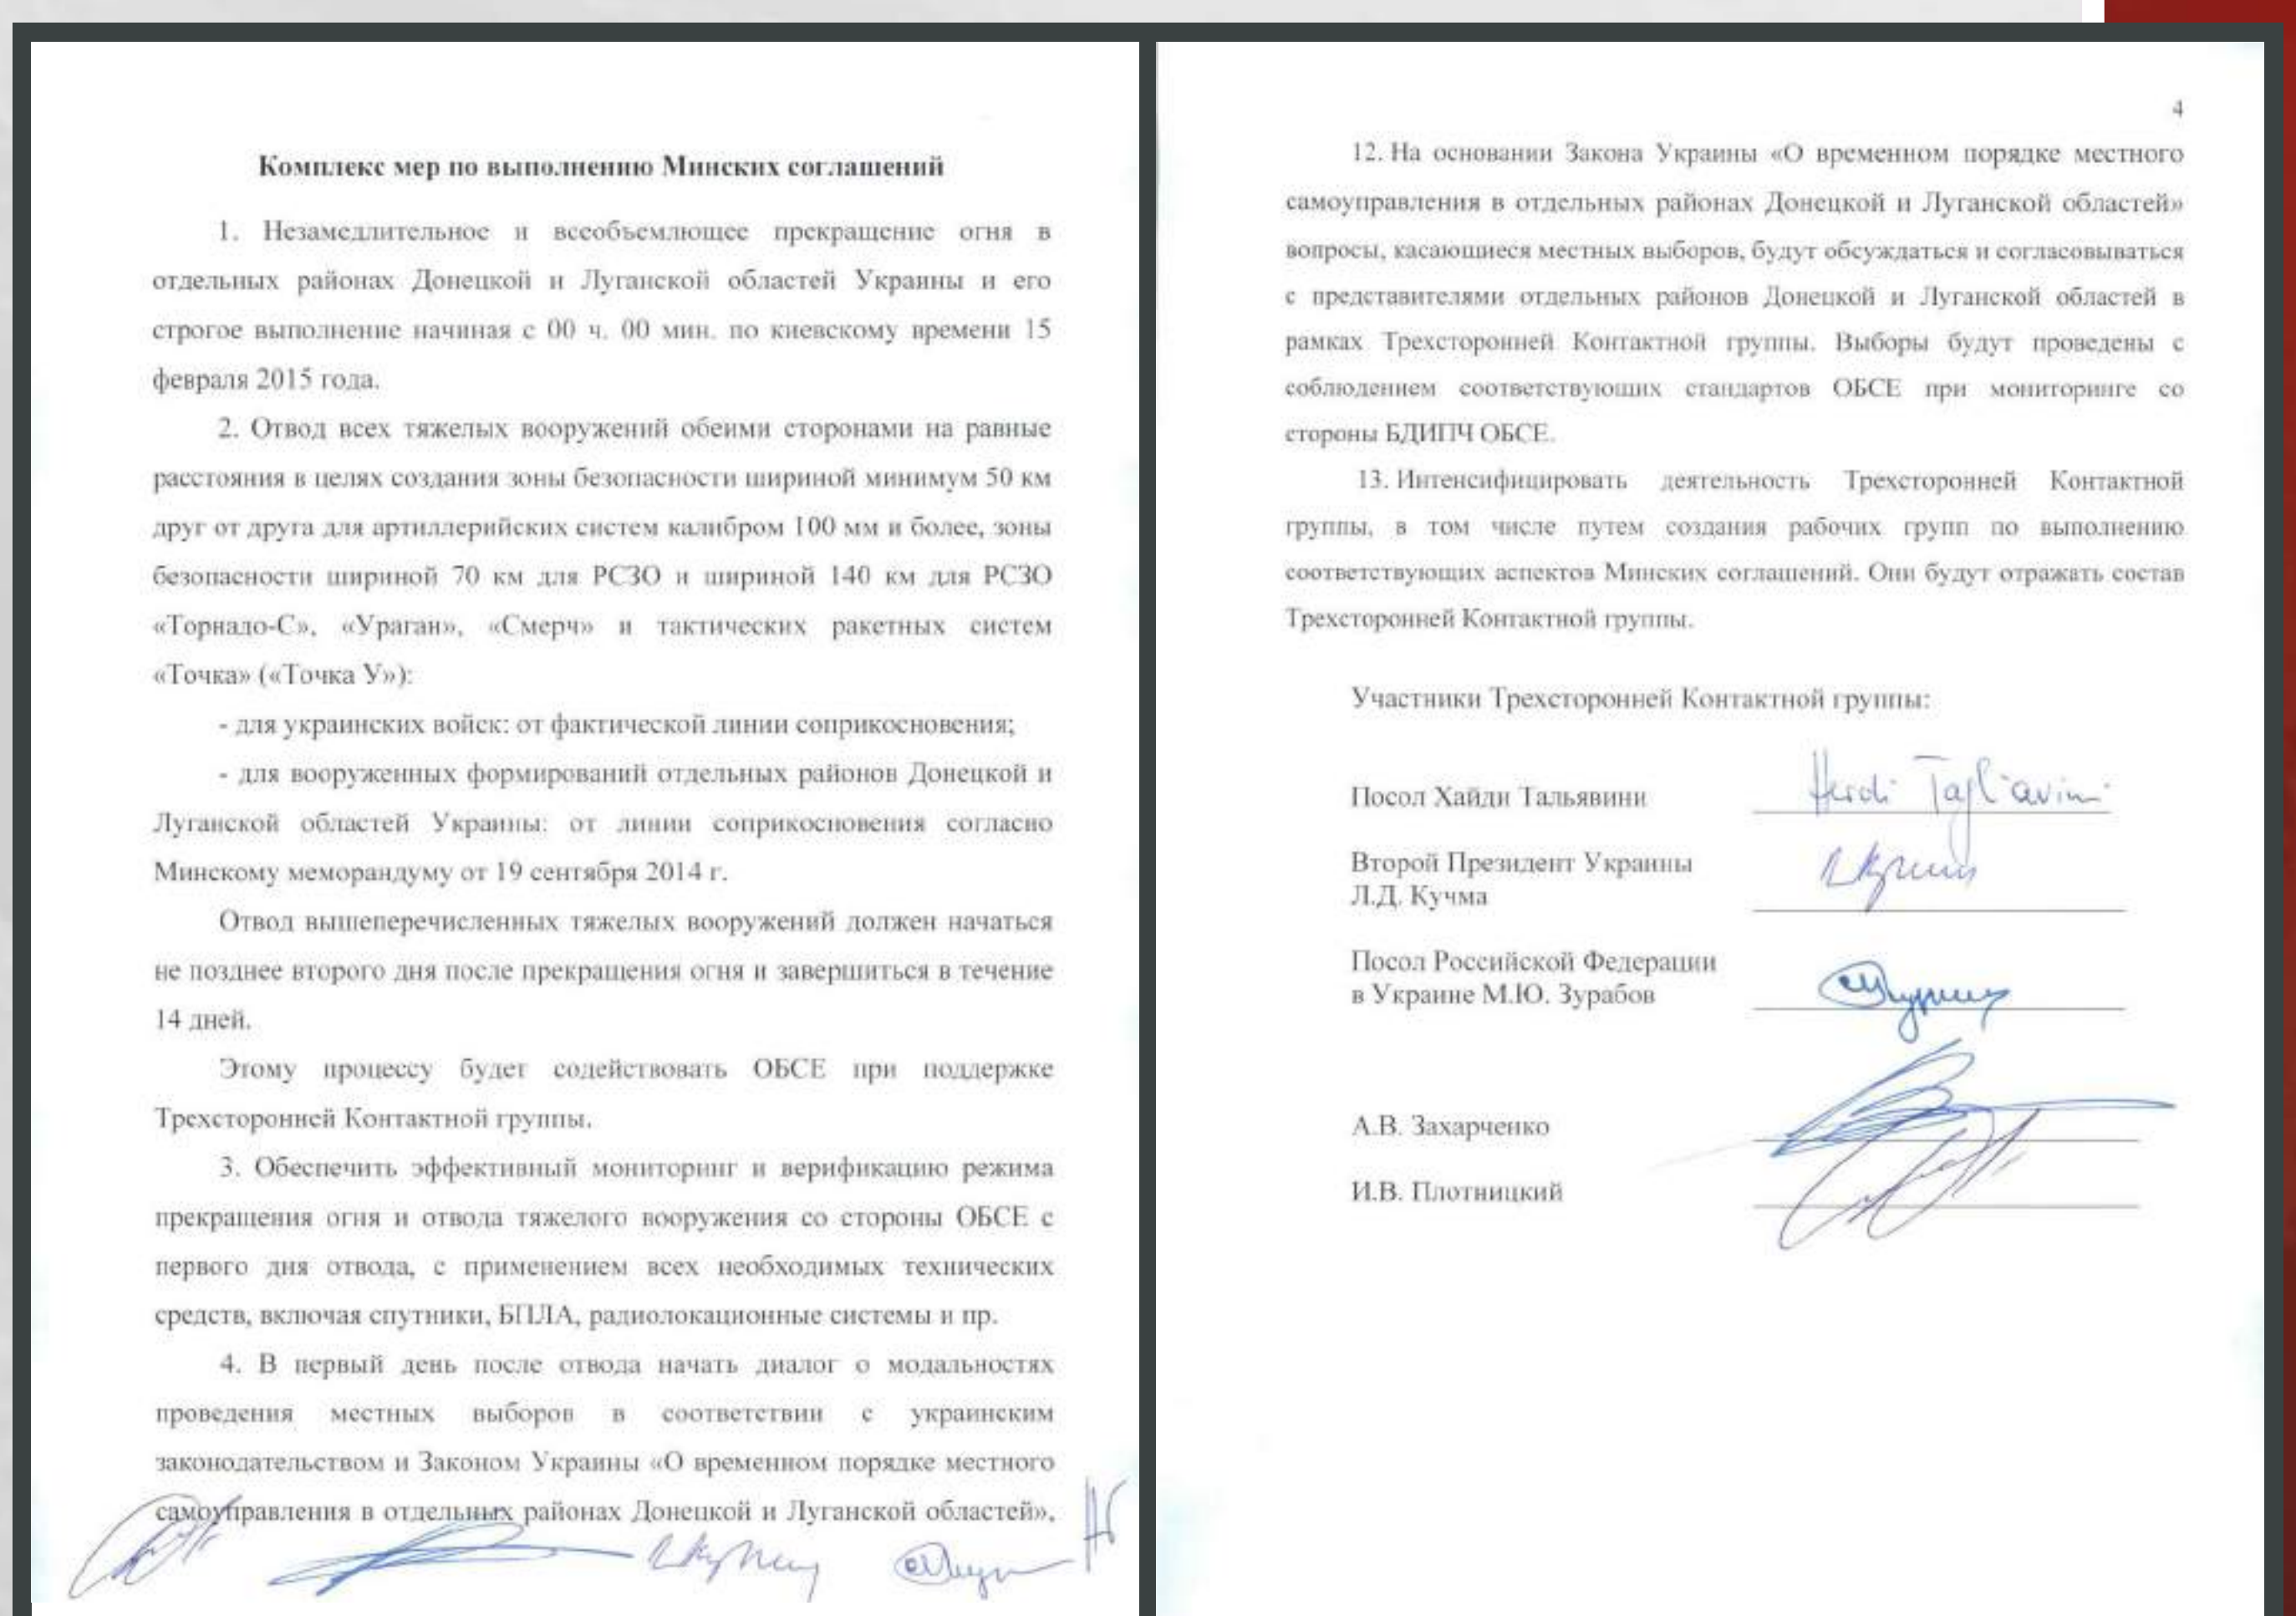 Комплекс мер по выполнению Минских соглашений
1. Незамедлительное и всеобъемлющее прекращение огня в
отдельных районах Донецкой и Луганской областей Украины и его
строгое выполнение начиная с 00 ч. 00 мин. по киевскому времени 15
февраля 2015 года.
2. Отвод всех тяжелых вооружений обеими сторонами на равные
расстояния в целях создания зоны безопасности шириной минимум 50 км
друг от друга для артиллерийских систем калибром 100 мм и более, зоны
безопасности шириной 70 км для РСЗО и шириной 140 км для РСЗО
«Торнадо-С», «Ураган», «Смерч» и тактических ракетных систем
«Точка» («Точка У»):
- для украинских войск: от фактической линии соприкосновения;
- для вооруженных формирований отдельных районов Донецкой и
Луганской областей Украины: от линии соприкосновения согласно
Минскому меморандуму от 19 сентября 2014 г.
Отвод вышеперечисленных тяжелых вооружений должен начаться
не позднее второго дня после прекращения огня и завершиться в течение
14 дней.
Этому процессу будет содействовать ОБСЕ при поддержке
Трехсторонней Контактной группы.
3. Обеспечить эффективный мониторинг и верификацию режима
прекращения огня и отвода тяжелого вооружения со стороны ОБСЕ с
первого дня отвода, с применением всех необходимых технических
средств, включая спутники, БПЛА, радиолокационные системы и пр.
4. В первый день после отвода начать диалог о модальностях
проведения местных выборов в соответствии с украинским
законодательством и Законом Украины «О временном порядке местного
самоуправления в отдельных районах Донецкой и Луганской областей»,
4
12. На основании Закона Украины «О временном порядке местного
самоуправления в отдельных районах Донецкой и Луганской областей»
вопросы, касающиеся местных выборов, будут обсуждаться и согласовываться
с представителями отдельных районов Донецкой и Луганской областей в
рамках Трехсторонней Контактной группы. Выборы будут проведены с
соблюдением соответствующих стандартов ОБСЕ при мониторинге со
стороны БДИПЧ ОБСЕ.
13. Интенсифицировать деятельность Трехсторонней Контактной
группы, в том числе путем создания рабочих групп по выполнению
соответствующих аспектов Минских соглашений. Они будут отражать состав
Трехсторонней Контактной группы.
Участники Трехсторонней Контактной группы:
Посол Хайди Тальявини Heidi Tagliavini
Второй Президент Украины
Л.Д. Кучма
Посол Российской Федерации
в Украине М.Ю. Зурабов
А.В. Захарченко
И.В. Плотницкий